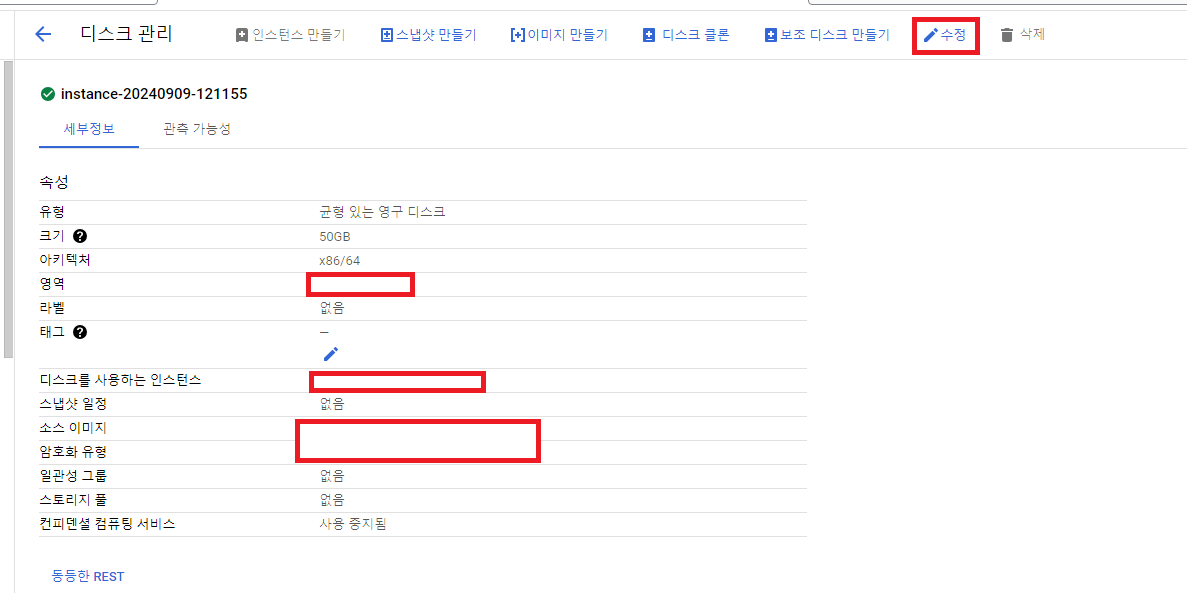 디스크 관리 인스턴스 만들기 스냅샷 만들기 이미지 만들기 디스크 클론 보조 디스크 만들기 수정 삭제
instance-20240909-121155
세부정보 관측 가능성
속성
유형 균형 있는 영구 디스크
크기 50GB
아키텍처 x86/64
영역
라벨 없음
태그 —
디스크를 사용하는 인스턴스
스냅샷 일정 없음
소스 이미지
암호화 유형
일관성 그룹 없음
스토리지 풀 없음
컨피덴셜 컴퓨팅 서비스 사용 중지됨
동등한 REST